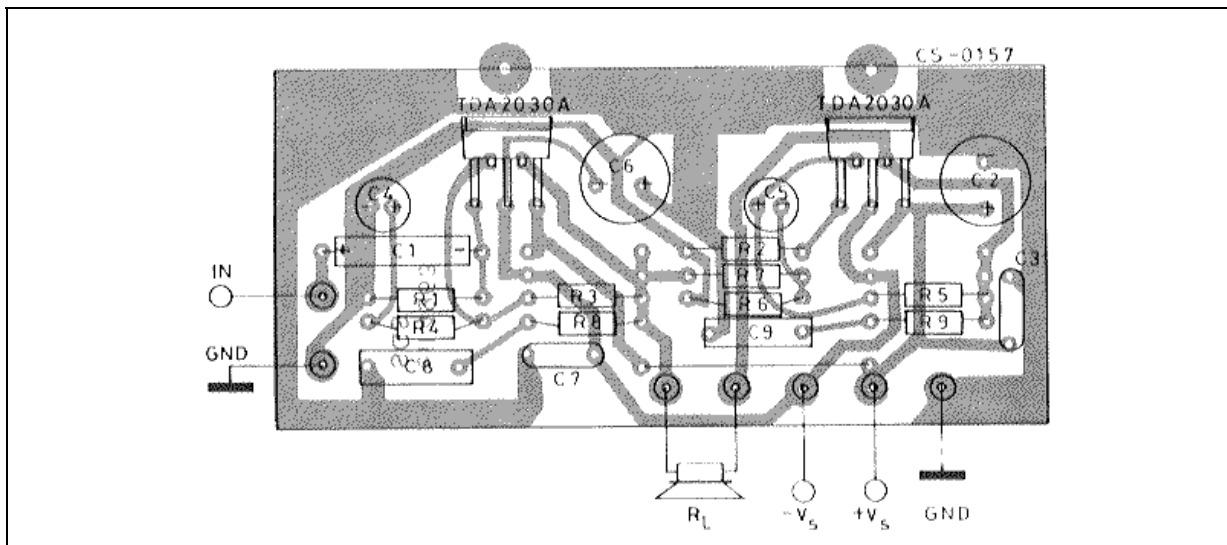 CS-0157
TDA2030A
TDA2030A
C6
C4
C5
C2
C1
R2
C3
R7
IN
R1
R3
R6
R5
R4
R8
C9
R9
GND
C8
C7
RL
-Vs
+Vs
GND